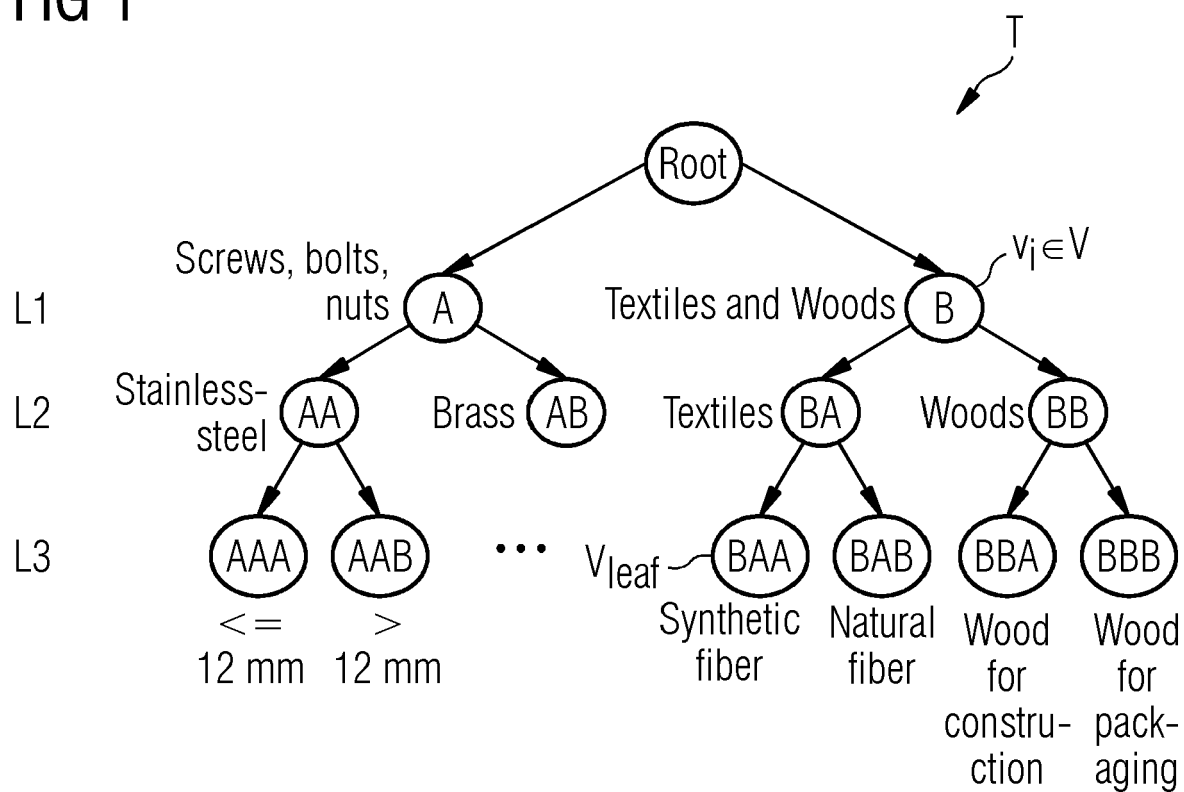 FIG 1
T
Root
Screws, bolts,
nuts
A
Textiles and Woods
B
vi∈V
L1
Stainless-
steel
AA
Brass
AB
Textiles
BA
Woods
BB
L2
L3
AAA
AAB
...
Vleaf
BAA
BAB
BBA
BBB
<=
12 mm
>
12 mm
Synthetic
fiber
Natural
fiber
Wood
for
constru-
ction
Wood
for
pack-
aging